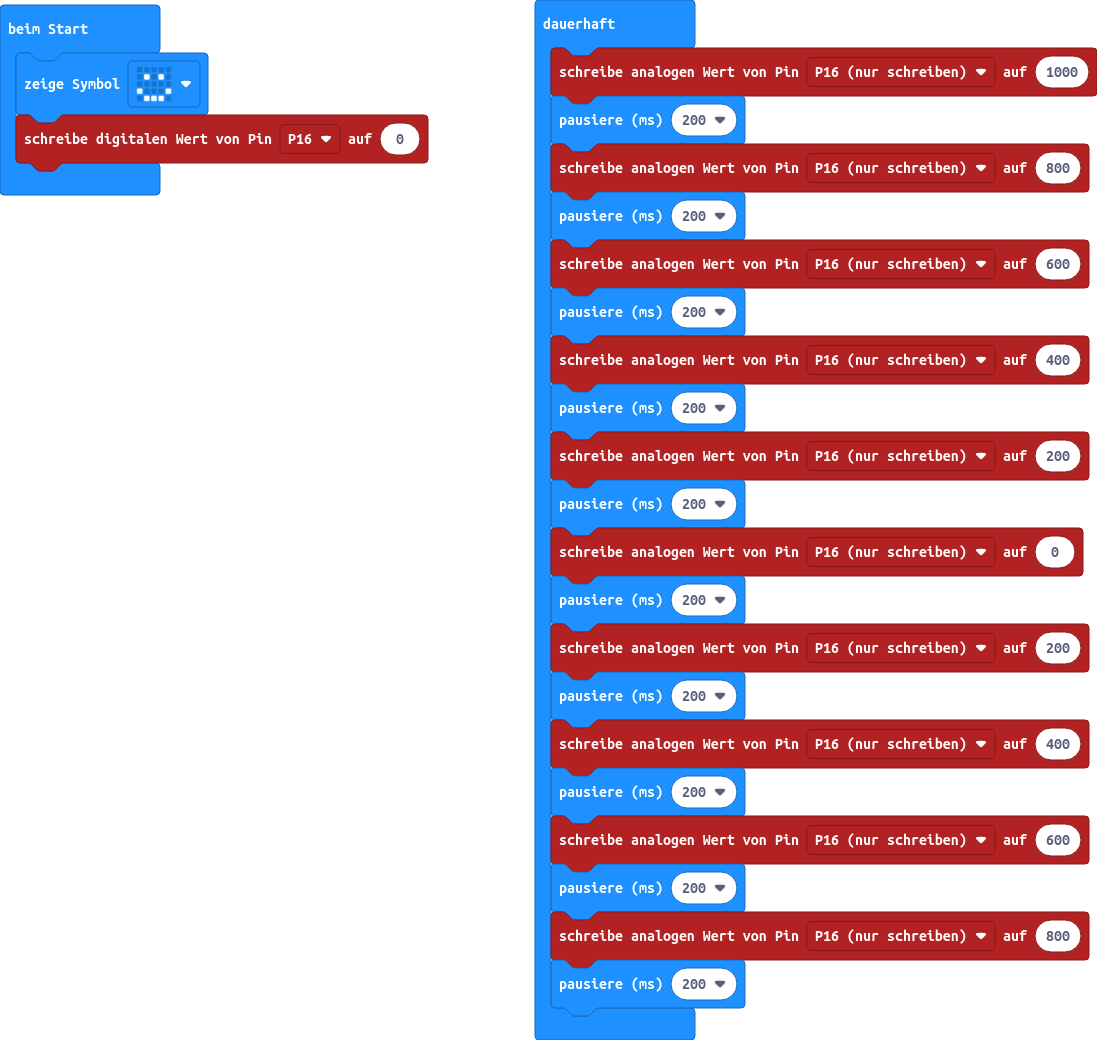 beim Start
zeige Symbol
schreibe digitalen Wert von Pin P16 auf 0
dauerhaft
schreibe analogen Wert von Pin P16 (nur schreiben) auf 1000
pausiere (ms) 200
schreibe analogen Wert von Pin P16 (nur schreiben) auf 800
pausiere (ms) 200
schreibe analogen Wert von Pin P16 (nur schreiben) auf 600
pausiere (ms) 200
schreibe analogen Wert von Pin P16 (nur schreiben) auf 400
pausiere (ms) 200
schreibe analogen Wert von Pin P16 (nur schreiben) auf 200
pausiere (ms) 200
schreibe analogen Wert von Pin P16 (nur schreiben) auf 0
pausiere (ms) 200
schreibe analogen Wert von Pin P16 (nur schreiben) auf 200
pausiere (ms) 200
schreibe analogen Wert von Pin P16 (nur schreiben) auf 400
pausiere (ms) 200
schreibe analogen Wert von Pin P16 (nur schreiben) auf 600
pausiere (ms) 200
schreibe analogen Wert von Pin P16 (nur schreiben) auf 800
pausiere (ms) 200